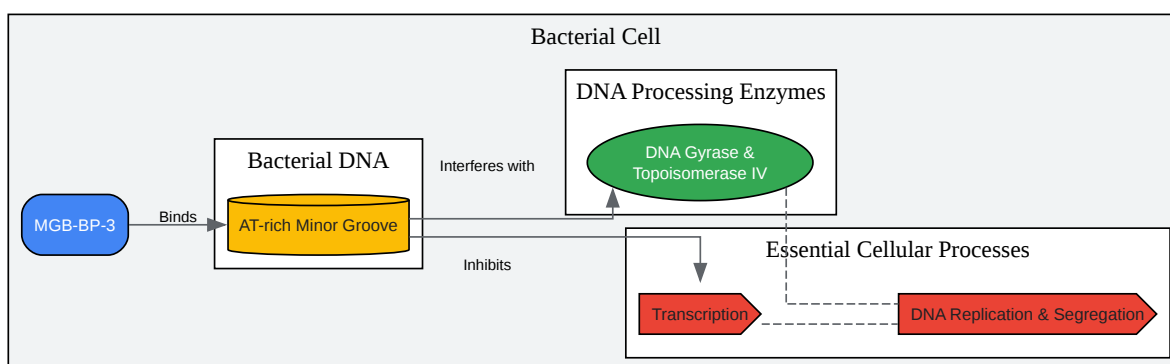 Bacterial Cell
DNA Processing Enzymes
DNA Gyrase &
Topoisomerase IV
Bacterial DNA
Interferes with
MGB-BP-3
Binds
AT-rich Minor Groove
Inhibits
Essential Cellular Processes
Transcription
DNA Replication & Segregation